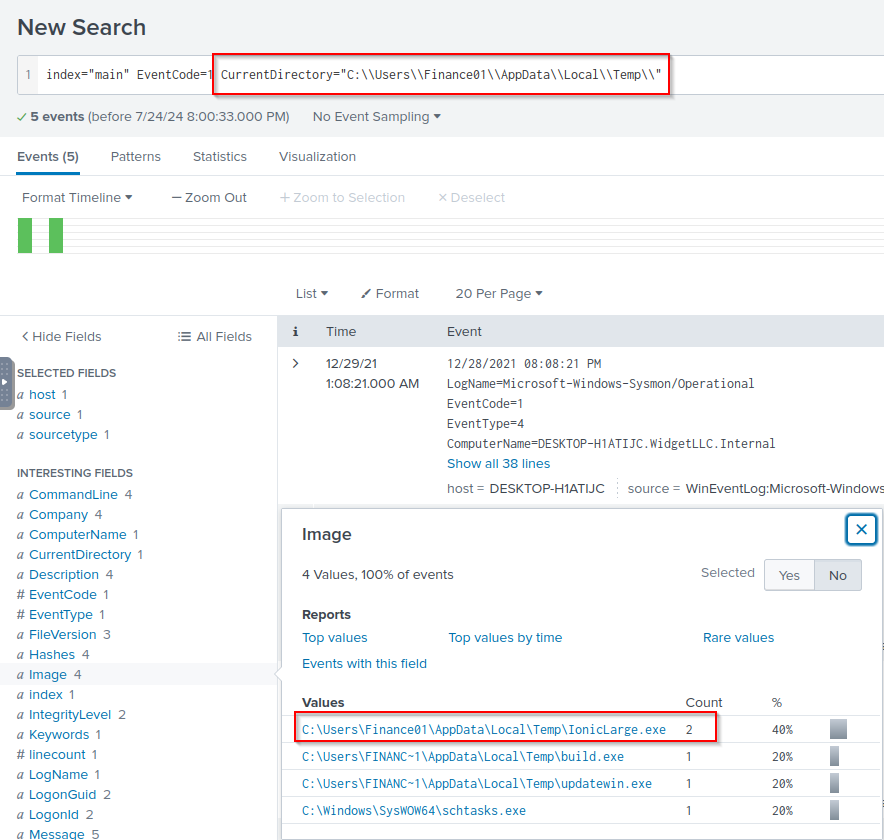 New Search
1 index="main" EventCode=1 CurrentDirectory="C:\\Users\\Finance01\\AppData\\Local\\Temp\\"
5 events (before 7/24/24 8:00:33.000 PM) No Event Sampling
Events (5) Patterns Statistics Visualization
Format Timeline Zoom Out + Zoom to Selection × Deselect
List Format 20 Per Page
Hide Fields All Fields
i Time Event
SELECTED FIELDS
a host 1
a source 1
a sourcetype 1
12/29/21 12/28/2021 08:08:21 PM
1:08:21.000 AM LogName=Microsoft-Windows-Sysmon/Operational
EventCode=1
EventType=4
ComputerName=DESKTOP-H1ATIJC.WidgetLLC.Internal
Show all 38 lines
host = DESKTOP-H1ATIJC source = WinEventLog:Microsoft-Windows
INTERESTING FIELDS
a CommandLine 4
a Company 4
a ComputerName 1
a CurrentDirectory 1
a Description 4
# EventCode 1
# EventType 1
a FileVersion 3
a Hashes 4
a Image 4
a index 1
a IntegrityLevel 2
a Keywords 1
# linecount 1
a LogName 1
a LogonGuid 2
a LogonId 2
a Message 5
Image
4 Values, 100% of events Selected Yes No
Reports
Top values Top values by time Rare values
Events with this field
Values Count %
C:\Users\Finance01\AppData\Local\Temp\IonicLarge.exe 2 40%
C:\Users\FINANC~1\AppData\Local\Temp\build.exe 1 20%
C:\Users\FINANC~1\AppData\Local\Temp\updatewin.exe 1 20%
C:\Windows\SysWOW64\schtasks.exe 1 20%